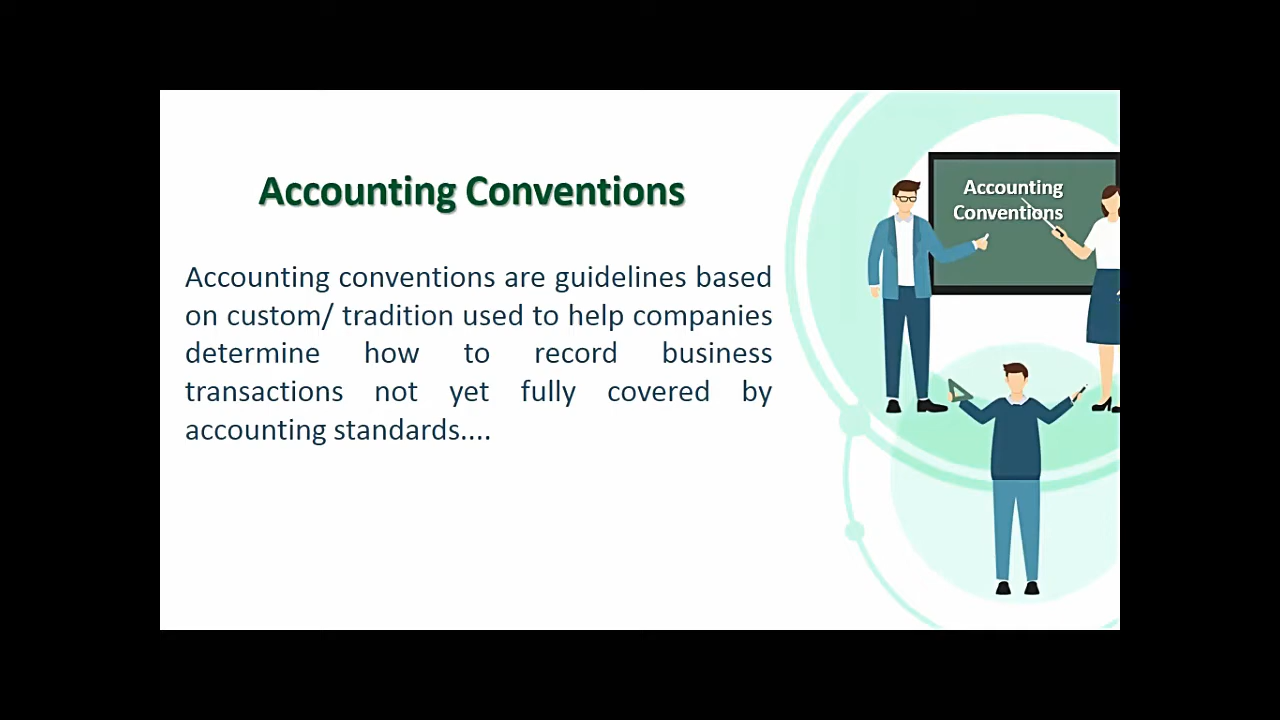 Accounting Conventions
Accounting conventions are guidelines based
on custom/ tradition used to help companies
determine how to record business
transactions not yet fully covered by
accounting standards....
Accounting
Conventions